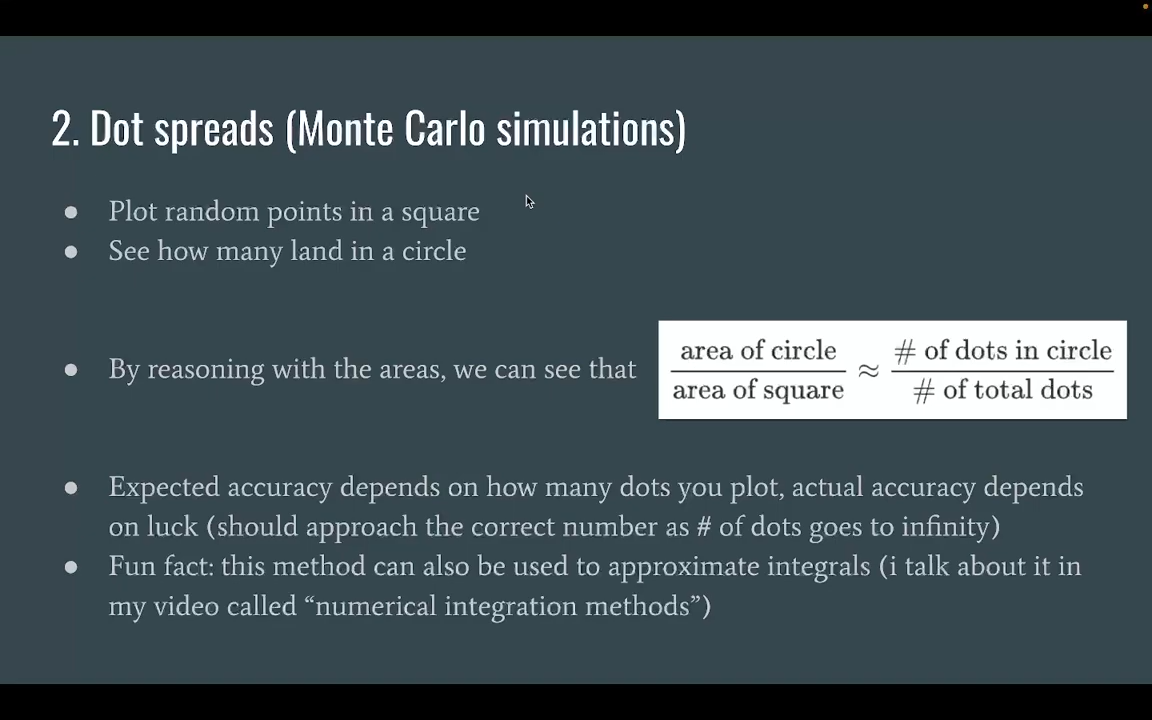 2. Dot spreads (Monte Carlo simulations)
● Plot random points in a square
● See how many land in a circle
● By reasoning with the areas, we can see that
area of circle / area of square ≈ # of dots in circle / # of total dots
● Expected accuracy depends on how many dots you plot, actual accuracy depends
on luck (should approach the correct number as # of dots goes to infinity)
● Fun fact: this method can also be used to approximate integrals (i talk about it in
my video called “numerical integration methods”)